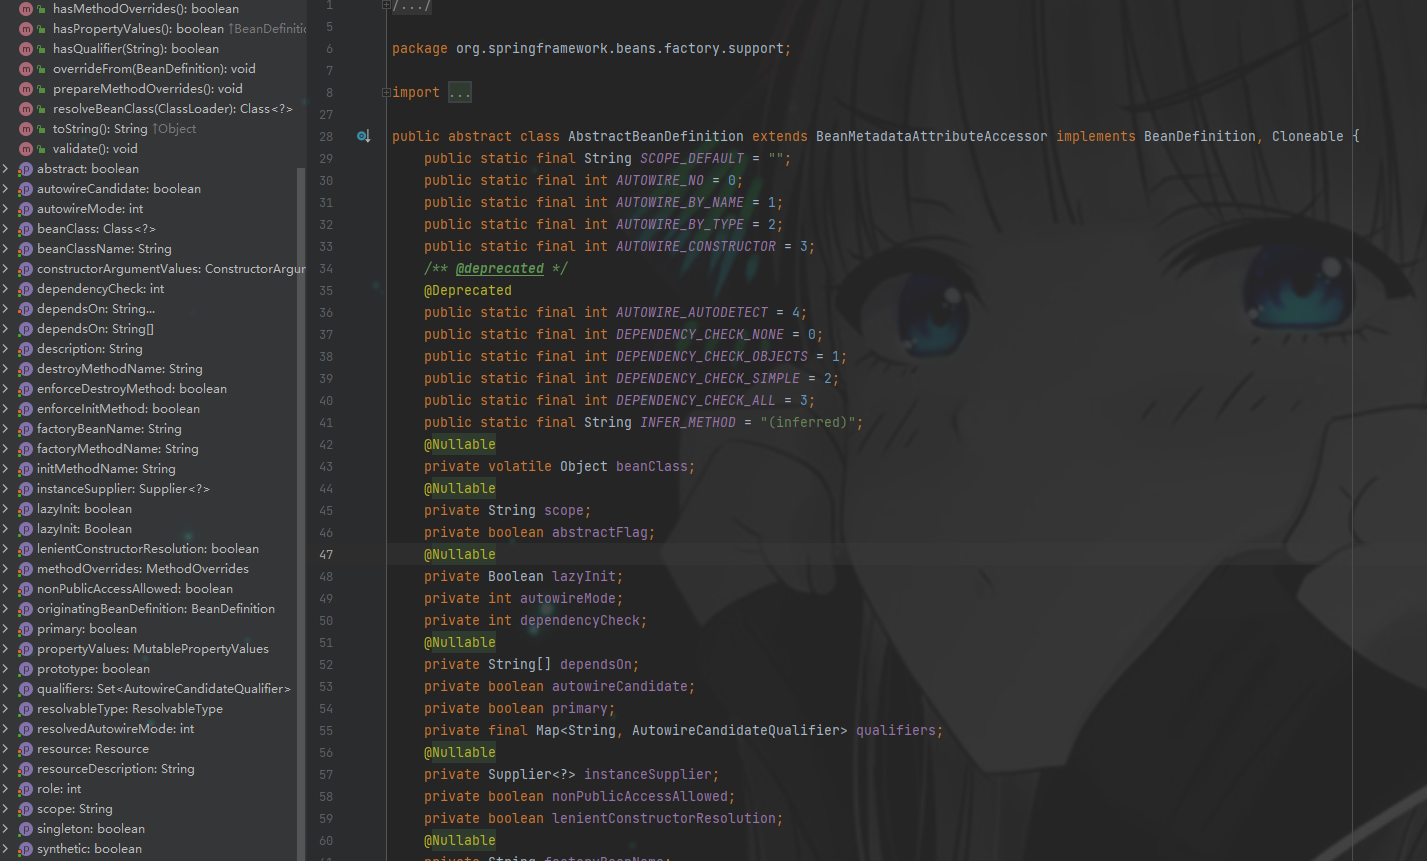 hasMethodOverrides(): boolean
hasPropertyValues(): boolean ↑BeanDefinitio
hasQualifier(String): boolean
overrideFrom(BeanDefinition): void
prepareMethodOverrides(): void
resolveBeanClass(ClassLoader): Class<?>
toString(): String ↑Object
validate(): void
abstract: boolean
autowireCandidate: boolean
autowireMode: int
beanClass: Class<?>
beanClassName: String
constructorArgumentValues: ConstructorArgur
dependencyCheck: int
dependsOn: String...
dependsOn: String[]
description: String
destroyMethodName: String
enforceDestroyMethod: boolean
enforceInitMethod: boolean
factoryBeanName: String
factoryMethodName: String
initMethodName: String
instanceSupplier: Supplier<?>
lazyInit: boolean
lazyInit: Boolean
lenientConstructorResolution: boolean
methodOverrides: MethodOverrides
nonPublicAccessAllowed: boolean
originatingBeanDefinition: BeanDefinition
primary: boolean
propertyValues: MutablePropertyValues
prototype: boolean
qualifiers: Set<AutowireCandidateQualifier>
resolvableType: ResolvableType
resolvedAutowireMode: int
resource: Resource
resourceDescription: String
role: int
scope: String
singleton: boolean
synthetic: boolean
1 /.../
5
6 package org.springframework.beans.factory.support;
7
8 import ...
27
28 public abstract class AbstractBeanDefinition extends BeanMetadataAttributeAccessor implements BeanDefinition, Cloneable {
29 public static final String SCOPE_DEFAULT = "";
30 public static final int AUTOWIRE_NO = 0;
31 public static final int AUTOWIRE_BY_NAME = 1;
32 public static final int AUTOWIRE_BY_TYPE = 2;
33 public static final int AUTOWIRE_CONSTRUCTOR = 3;
34 /** @deprecated */
35 @Deprecated
36 public static final int AUTOWIRE_AUTODETECT = 4;
37 public static final int DEPENDENCY_CHECK_NONE = 0;
38 public static final int DEPENDENCY_CHECK_OBJECTS = 1;
39 public static final int DEPENDENCY_CHECK_SIMPLE = 2;
40 public static final int DEPENDENCY_CHECK_ALL = 3;
41 public static final String INFER_METHOD = "(inferred)";
42 @Nullable
43 private volatile Object beanClass;
44 @Nullable
45 private String scope;
46 private boolean abstractFlag;
47 @Nullable
48 private Boolean lazyInit;
49 private int autowireMode;
50 private int dependencyCheck;
51 @Nullable
52 private String[] dependsOn;
53 private boolean autowireCandidate;
54 private boolean primary;
55 private final Map<String, AutowireCandidateQualifier> qualifiers;
56 @Nullable
57 private Supplier<?> instanceSupplier;
58 private boolean nonPublicAccessAllowed;
59 private boolean lenientConstructorResolution;
60 @Nullable
61 private String factoryBeanName;